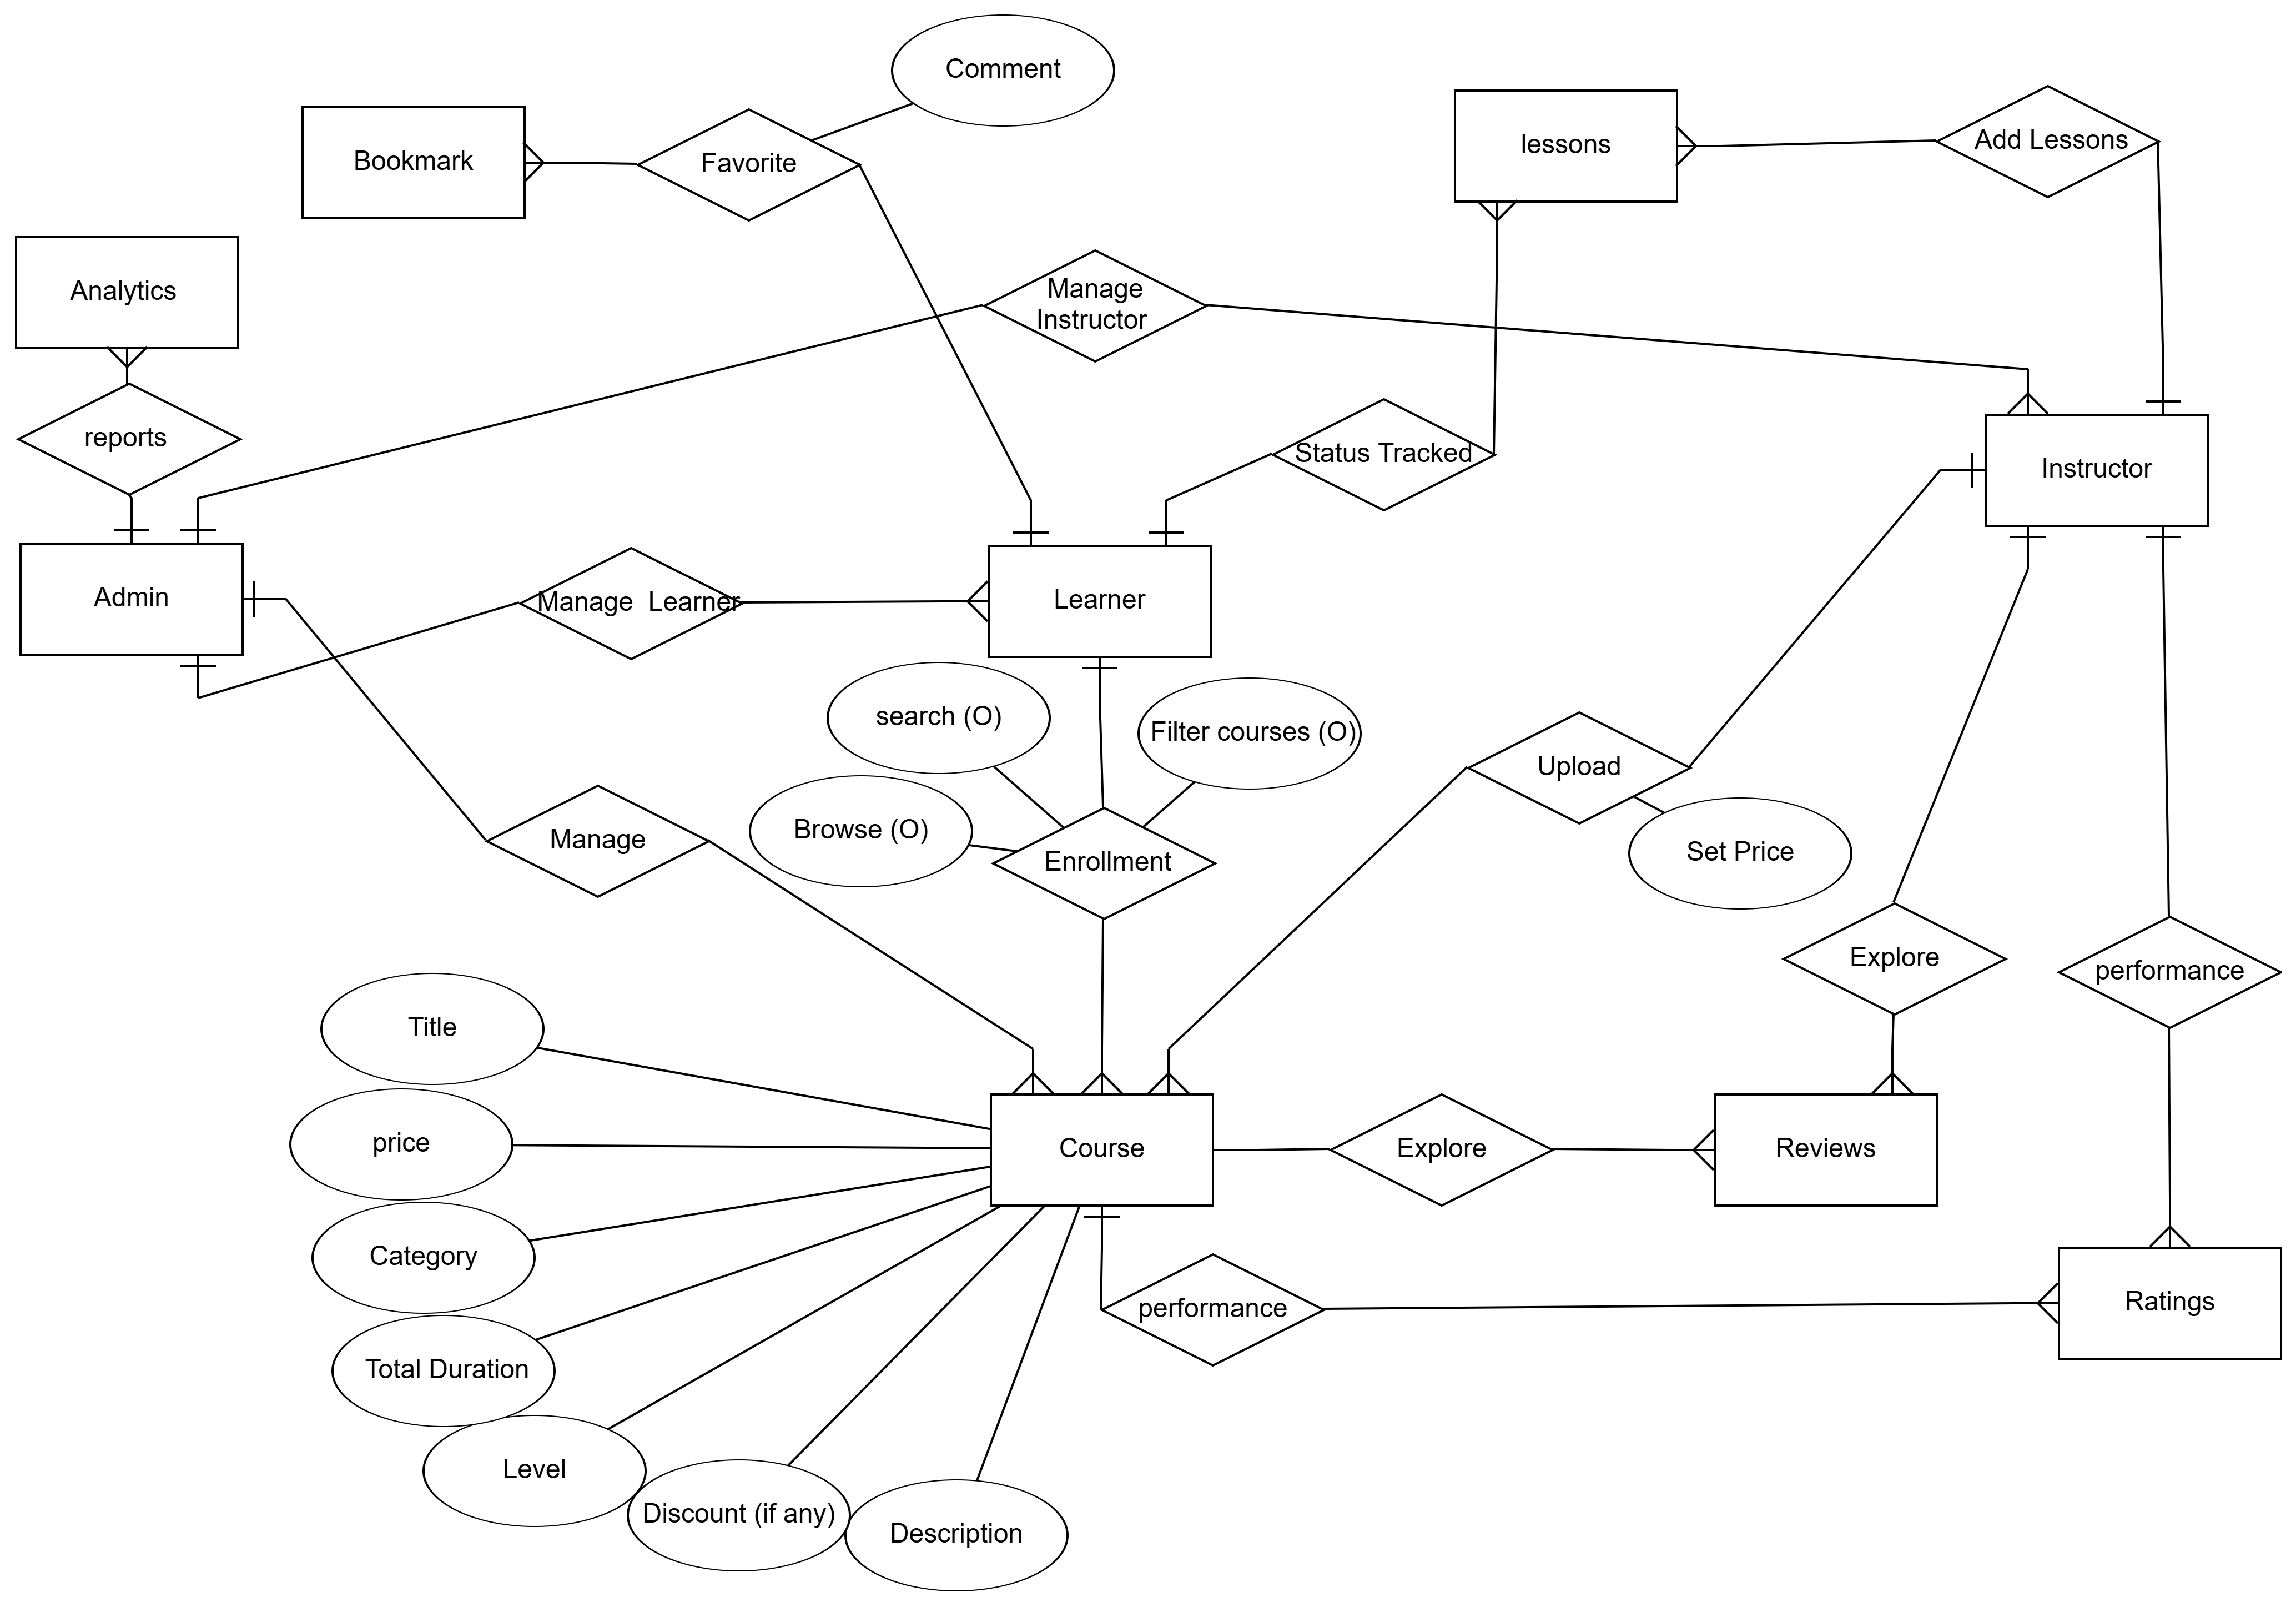 Comment
Bookmark
Favorite
lessons
Add Lessons
Analytics
Manage
Instructor
reports
Status Tracked
Instructor
Admin
Manage  Learner
Learner
search (O)
Filter courses (O)
Upload
Browse (O)
Manage
Enrollment
Set Price
Explore
performance
Title
price
Course
Explore
Reviews
Category
performance
Ratings
Total Duration
Level
Discount (if any)
Description